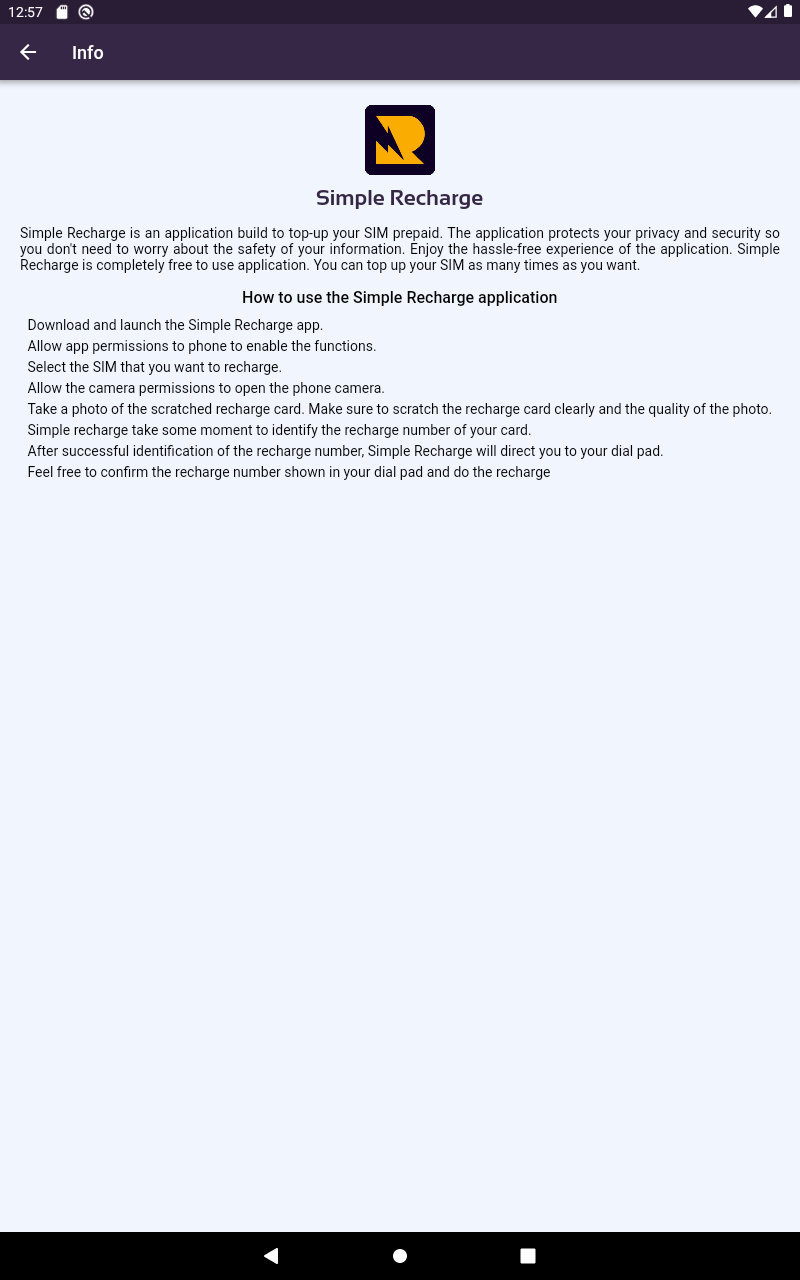 12:57
Info
Simple Recharge
Simple Recharge is an application build to top-up your SIM prepaid. The application protects your privacy and security so
you don't need to worry about the safety of your information. Enjoy the hassle-free experience of the application. Simple
Recharge is completely free to use application. You can top up your SIM as many times as you want.
How to use the Simple Recharge application
Download and launch the Simple Recharge app.
Allow app permissions to phone to enable the functions.
Select the SIM that you want to recharge.
Allow the camera permissions to open the phone camera.
Take a photo of the scratched recharge card. Make sure to scratch the recharge card clearly and the quality of the photo.
Simple recharge take some moment to identify the recharge number of your card.
After successful identification of the recharge number, Simple Recharge will direct you to your dial pad.
Feel free to confirm the recharge number shown in your dial pad and do the recharge